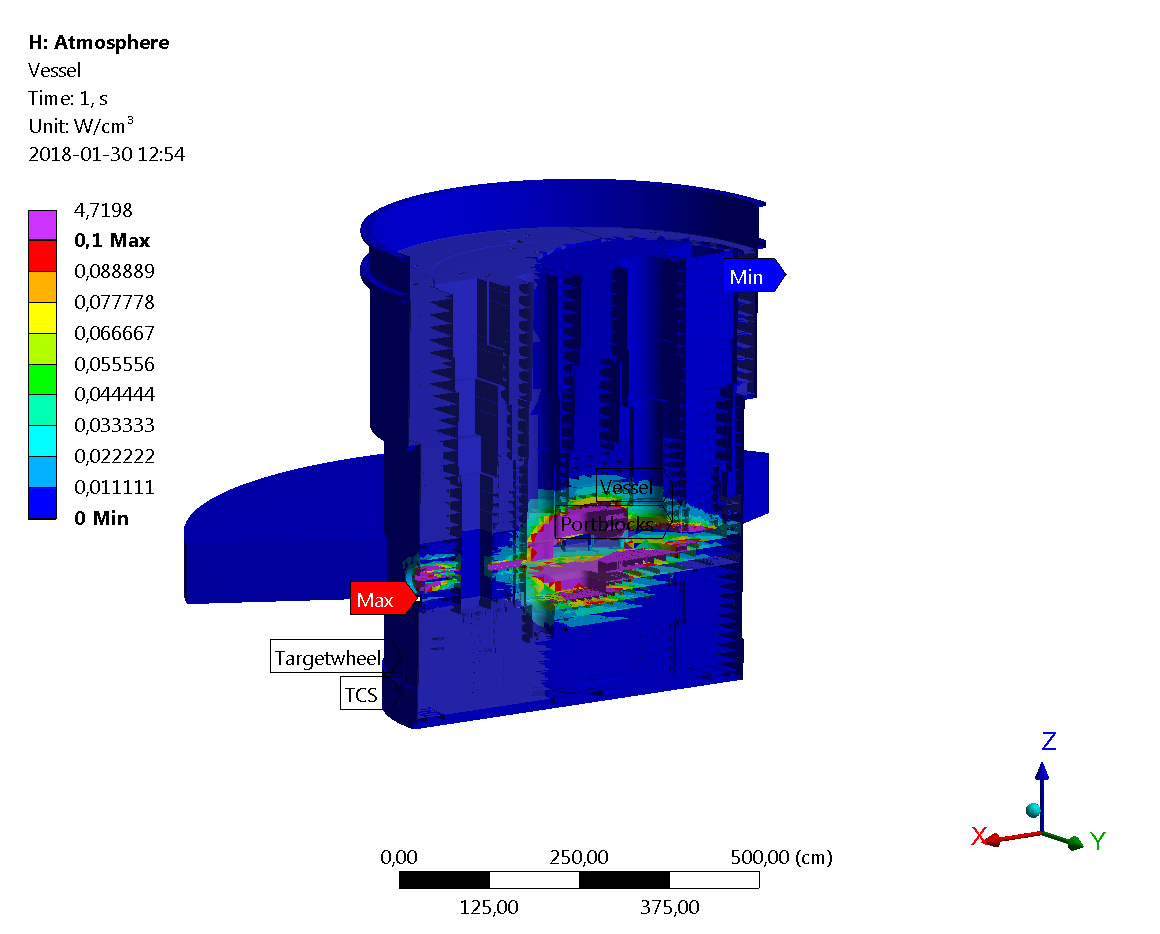 H: Atmosphere
Vessel
Time: 1, s
Unit: W/cm³
2018-01-30 12:54
4,7198
0,1 Max
0,088889
0,077778
0,066667
0,055556
0,044444
0,033333
0,022222
0,011111
0 Min
Min
Vessel
Portblocks
Max
Targetwheel
TCS
Z
X
Y
0,00
250,00
500,00 (cm)
125,00
375,00